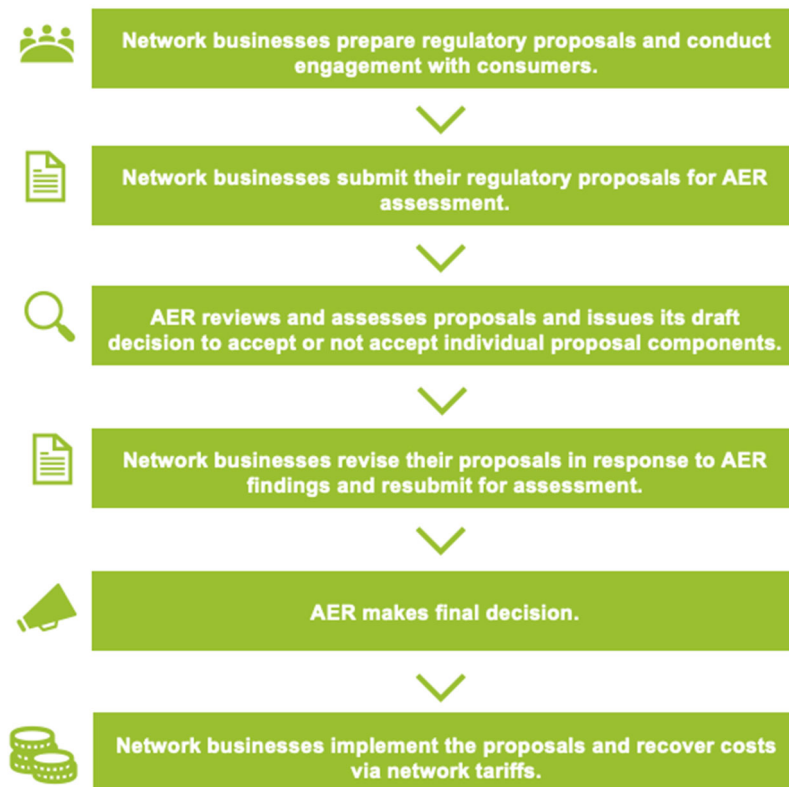 Network businesses prepare regulatory proposals and conduct
engagement with consumers.
Network businesses submit their regulatory proposals for AER
assessment.
AER reviews and assesses proposals and issues its draft
decision to accept or not accept individual proposal components.
Network businesses revise their proposals in response to AER
findings and resubmit for assessment.
AER makes final decision.
Network businesses implement the proposals and recover costs
via network tariffs.